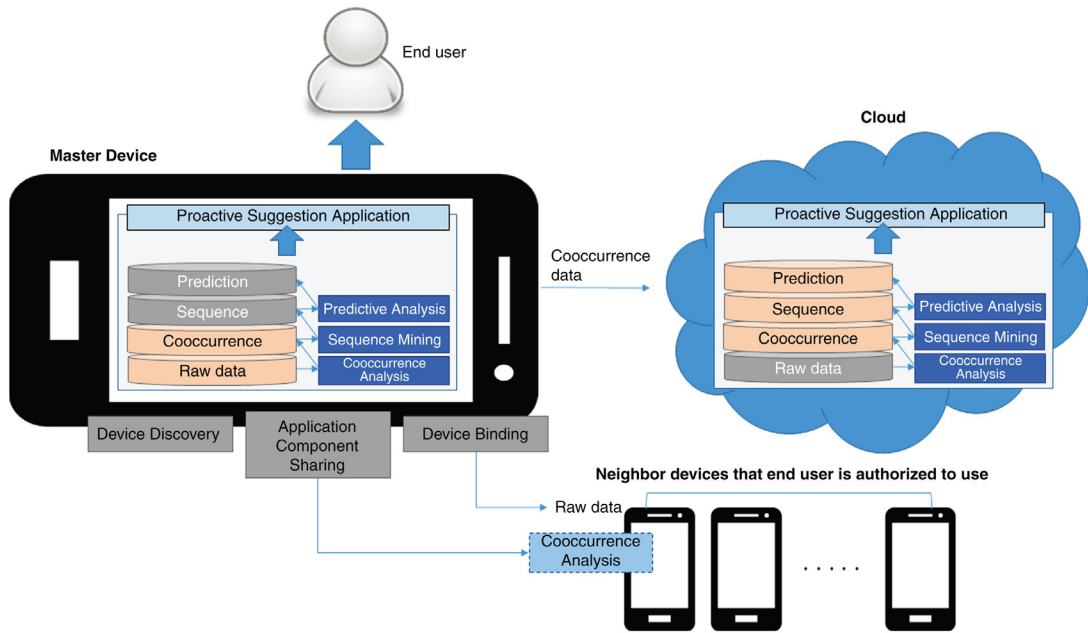 End user
Master Device
Proactive Suggestion Application
Prediction
Sequence
Cooccurrence
Raw data
Predictive Analysis
Sequence Mining
Cooccurrence
Analysis
Device Discovery
Application
Component
Sharing
Device Binding
Cooccurrence
data
Cloud
Proactive Suggestion Application
Prediction
Sequence
Cooccurrence
Raw data
Predictive Analysis
Sequence Mining
Cooccurrence
Analysis
Neighbor devices that end user is authorized to use
Raw data
Cooccurrence
Analysis
. . . . .